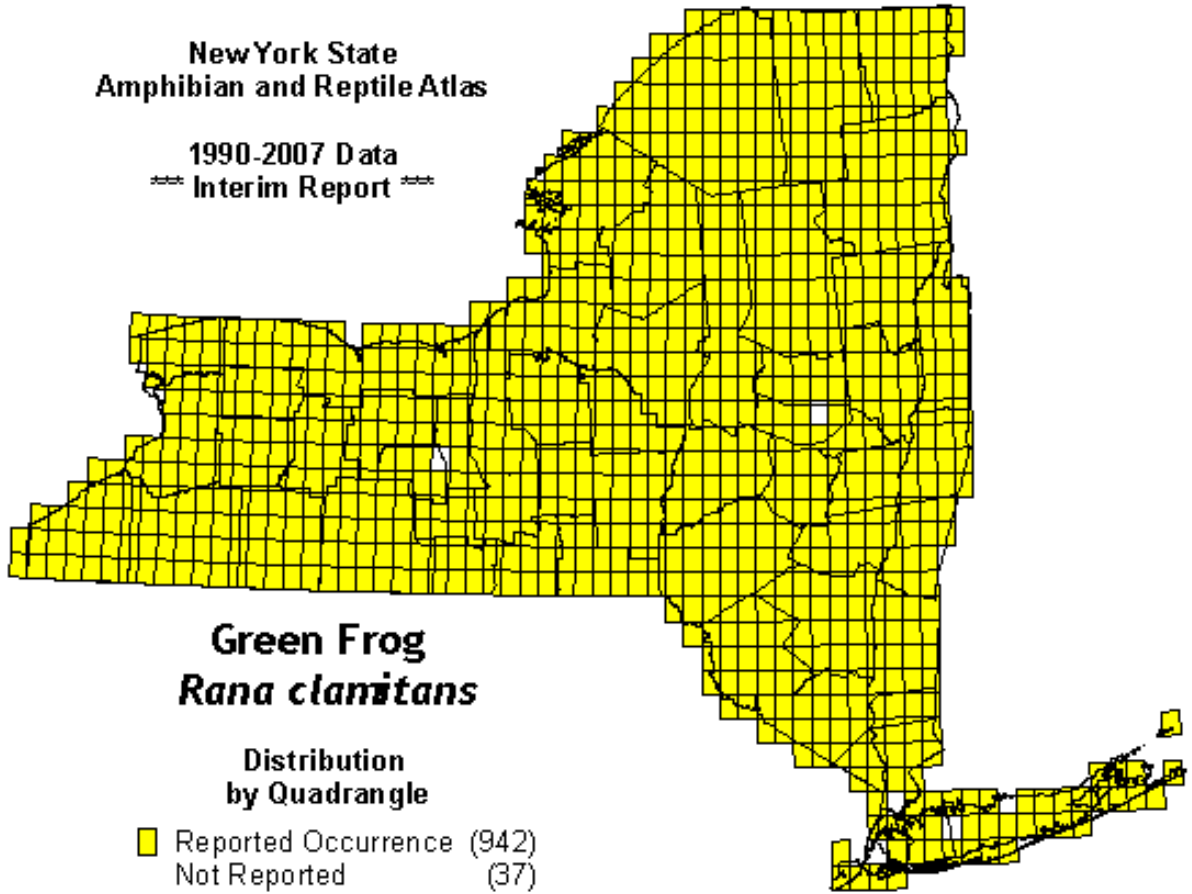 New York State
Amphibian and Reptile Atlas
1990-2007 Data
*** Interim Report ***
Green Frog
Rana clamitans
Distribution
by Quadrangle
Reported Occurrence (942)
Not Reported (37)